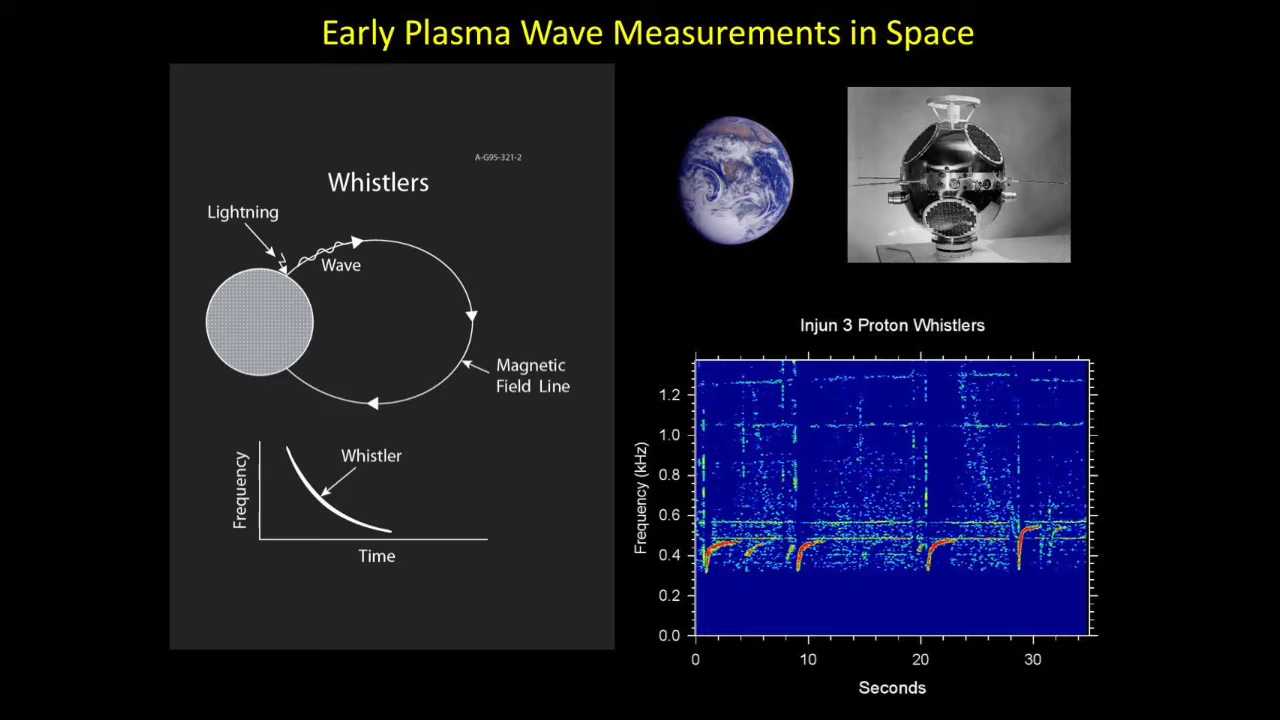 Early Plasma Wave Measurements in Space
A-G95-321-2
Whistlers
Lightning
Wave
Magnetic
Field Line
Whistler
Frequency
Time
Injun 3 Proton Whistlers
Frequency (kHz)
1.2
1.0
0.8
0.6
0.4
0.2
0.0
0 10 20 30
Seconds